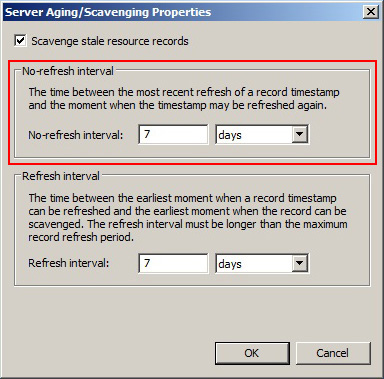 Server Aging/Scavenging Properties
Scavenge stale resource records
No-refresh interval
The time between the most recent refresh of a record timestamp
and the moment when the timestamp may be refreshed again.
No-refresh interval: 7 days
Refresh interval
The time between the earliest moment when a record timestamp
can be refreshed and the earliest moment when the record can be
scavenged. The refresh interval must be longer than the maximum
record refresh period.
Refresh interval: 7 days
OK Cancel